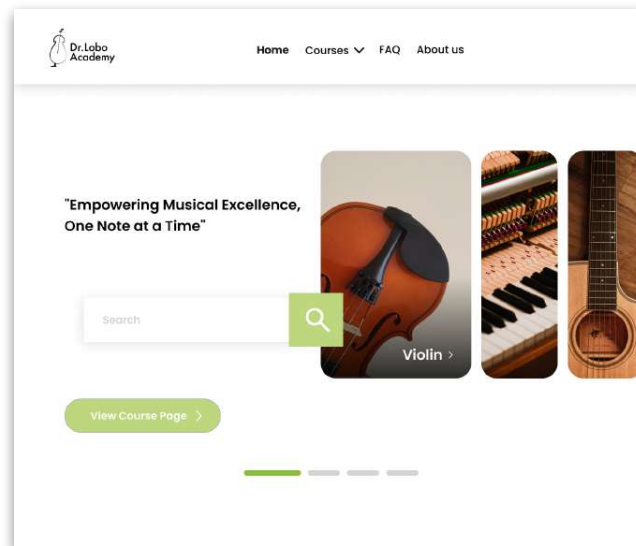 Dr.Lobo
Academy
Home Courses FAQ About us
"Empowering Musical Excellence,
One Note at a Time"
Search
Violin >
View Course Page >